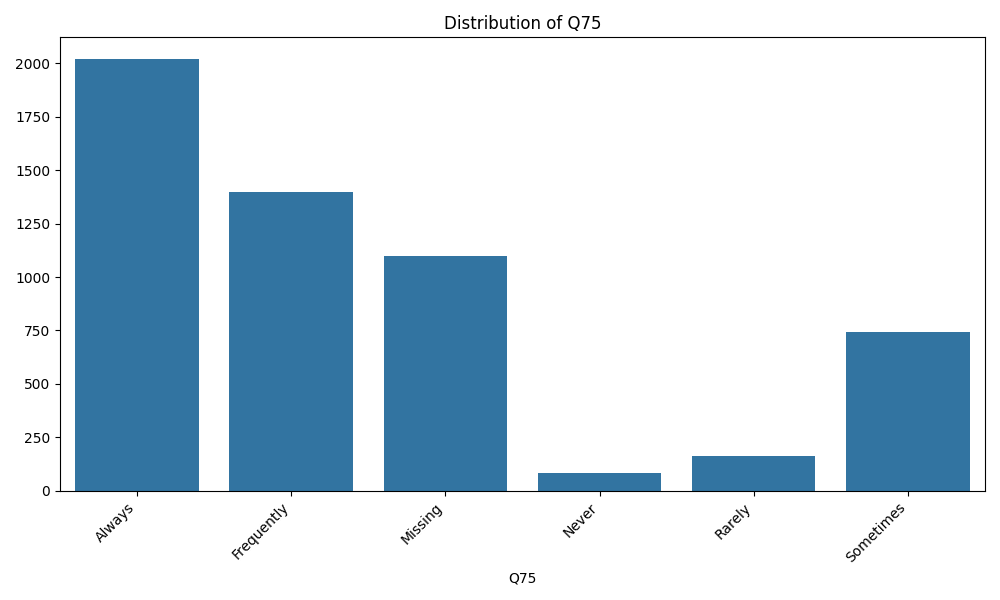 Distribution of Q75
2000
1750
1500
1250
1000
750
500
250
0
Always
Frequently
Missing
Never
Rarely
Sometimes
Q75